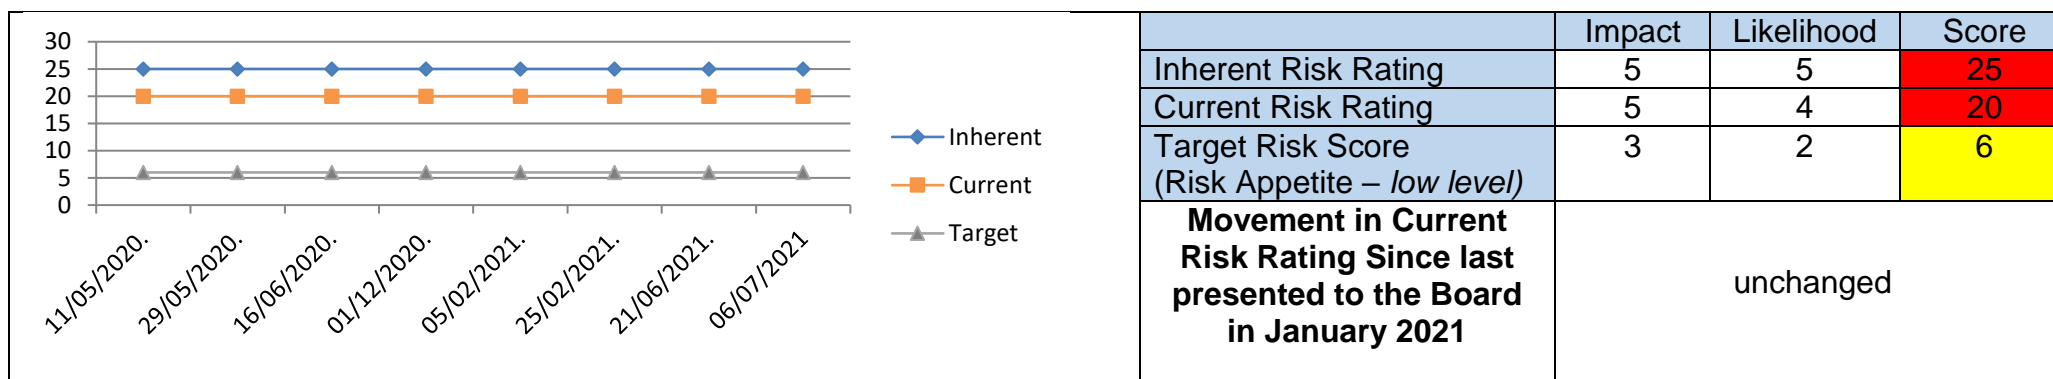 30
25
20
15
10
5
0
11/05/2020.
29/05/2020.
16/06/2020.
01/12/2020.
05/02/2021.
25/02/2021.
21/06/2021.
06/07/2021
Inherent
Current
Target
Impact Likelihood Score
Inherent Risk Rating 5 5 25
Current Risk Rating 5 4 20
Target Risk Score 3 2 6
(Risk Appetite – low level)
Movement in Current
Risk Rating Since last
presented to the Board
in January 2021
unchanged